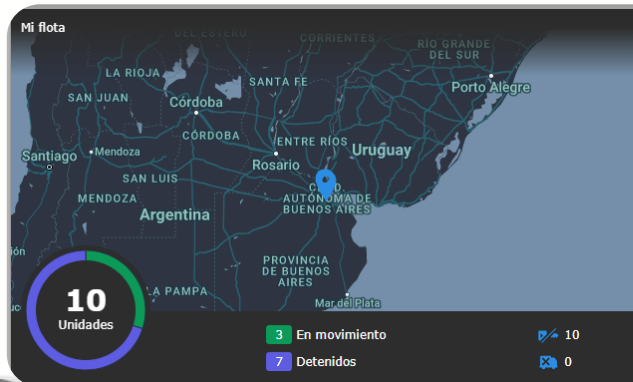 Mi flota
DEL ESTERO
CORRIENTES
RÍO GRANDE
DEL SUR
LA RIOJA
SANTA FE
SAN JUAN
Córdoba
Porto Alegre
CÓRDOBA
ENTRE RÍOS
Santiago
Mendoza
Rosario
Uruguay
SAN LUIS
MENDOZA
AUTÓNOMA DE
BUENOS AIRES
Argentina
PROVINCIA
DE BUENOS
AIRES
LA PAMPA
Mar del Plata
10
Unidades
3 En movimiento
10
7 Detenidos
0